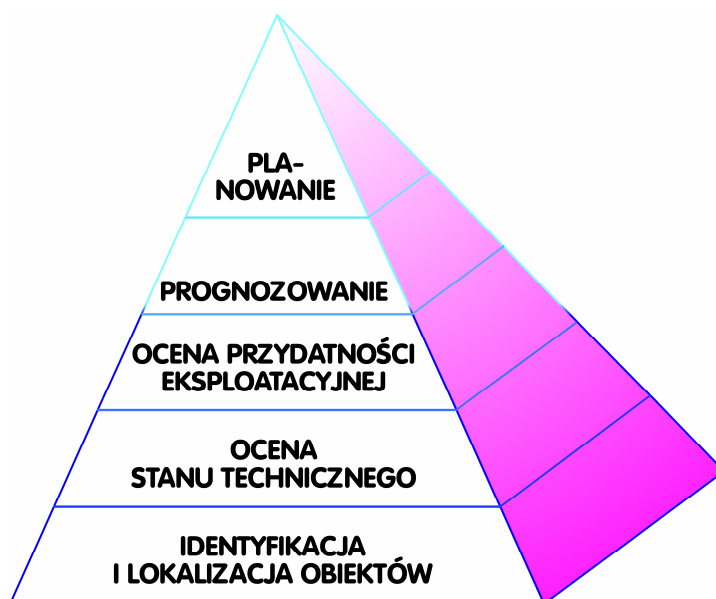 PLA-
NOWANIE
PROGNOZOWANIE
OCENA PRZYDATNOŚCI
EKSPLOATACYJNEJ
OCENA
STANU TECHNICZNEGO
IDENTYFIKACJA
I LOKALIZACJA OBIEKTÓW